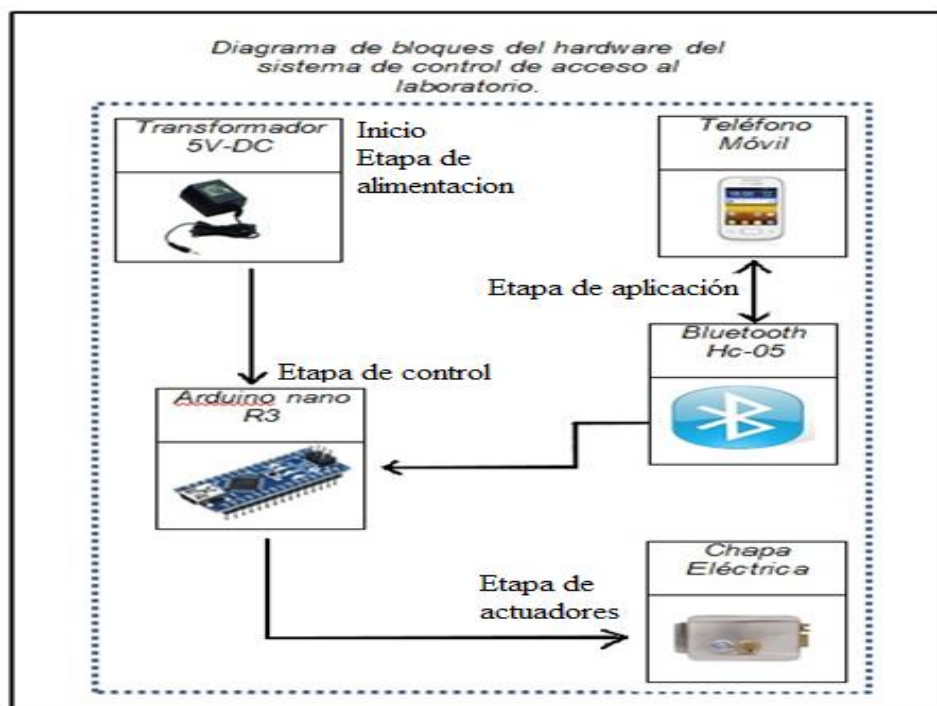 Diagrama de bloques del hardware del
sistema de control de acceso al
laboratorio.
Transformador
5V-DC
Inicio
Etapa de
alimentacion
Teléfono
Móvil
Etapa de aplicación
Bluetooth
Hc-05
Etapa de control
Arduino nano
R3
Etapa de
actuadores
Chapa
Eléctrica